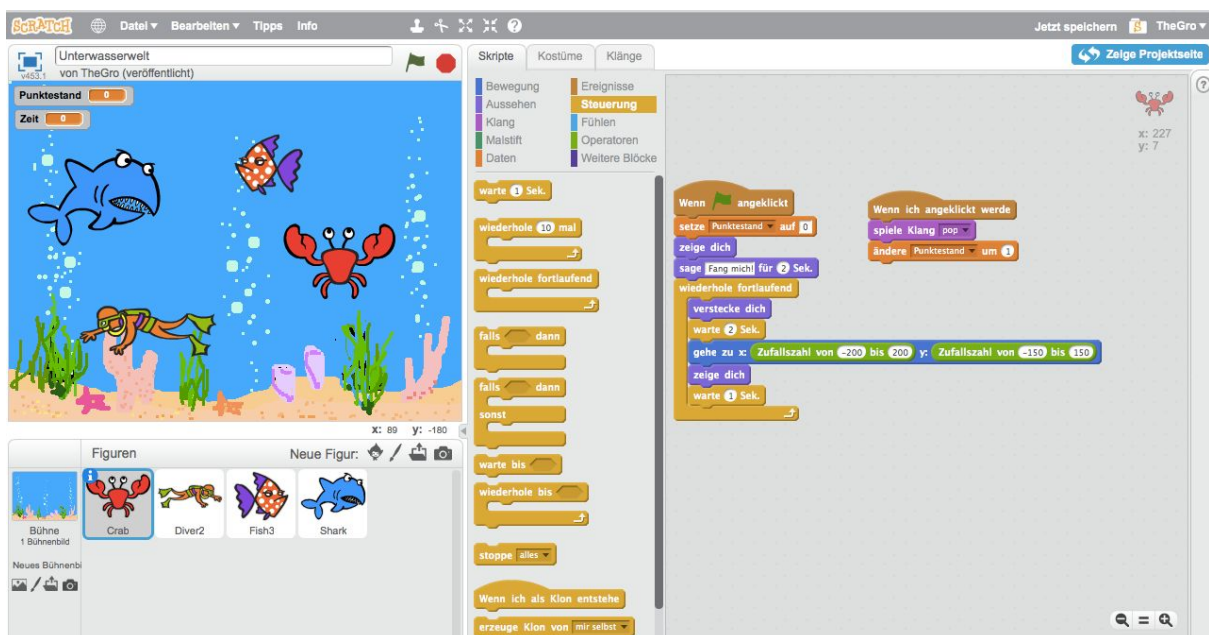 SCRATCH Datei Bearbeiten Tipps Info Jetzt speichern TheGro
v453.1 Unterwasserwelt
von TheGro (veröffentlicht)
Punktestand 0
Zeit 0
x: 89 y: -180
Figuren Neue Figur:
Bühne
1 Bühnenbild
Neues Bühnenbi
Crab Diver2 Fish3 Shark
Skripte Kostüme Klänge
Zeige Projektseite
Bewegung Ereignisse
Aussehen Steuerung
Klang Fühlen
Malstift Operatoren
Daten Weitere Blöcke
warte 1 Sek.
wiederhole 10 mal
wiederhole fortlaufend
falls dann
falls dann
sonst
warte bis
wiederhole bis
stoppe alles
Wenn ich als Klon entstehe
erzeuge Klon von mir selbst
Wenn angeklickt
setze Punktestand auf 0
zeige dich
sage Fang mich! für 2 Sek.
wiederhole fortlaufend
verstecke dich
warte 2 Sek.
gehe zu x: Zufallszahl von -200 bis 200 y: Zufallszahl von -150 bis 150
zeige dich
warte 1 Sek.
Wenn ich angeklickt werde
spiele Klang pop
ändere Punktestand um 1
x: 227
y: 7